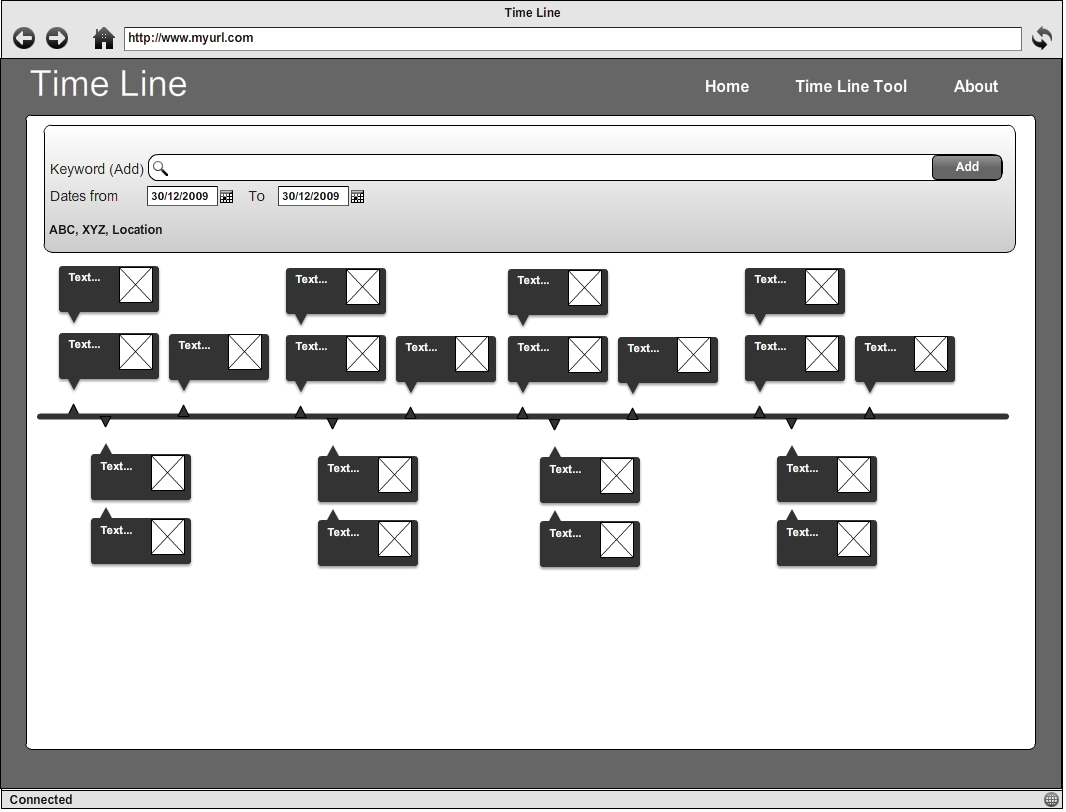 Time Line
http://www.myurl.com
Time Line
Home Time Line Tool About
Keyword (Add) Add
Dates from 30/12/2009 To 30/12/2009
ABC, XYZ, Location
Text... Text... Text... Text...
Text... Text... Text... Text... Text... Text... Text... Text...
Text... Text... Text... Text...
Text... Text... Text... Text...
Connected